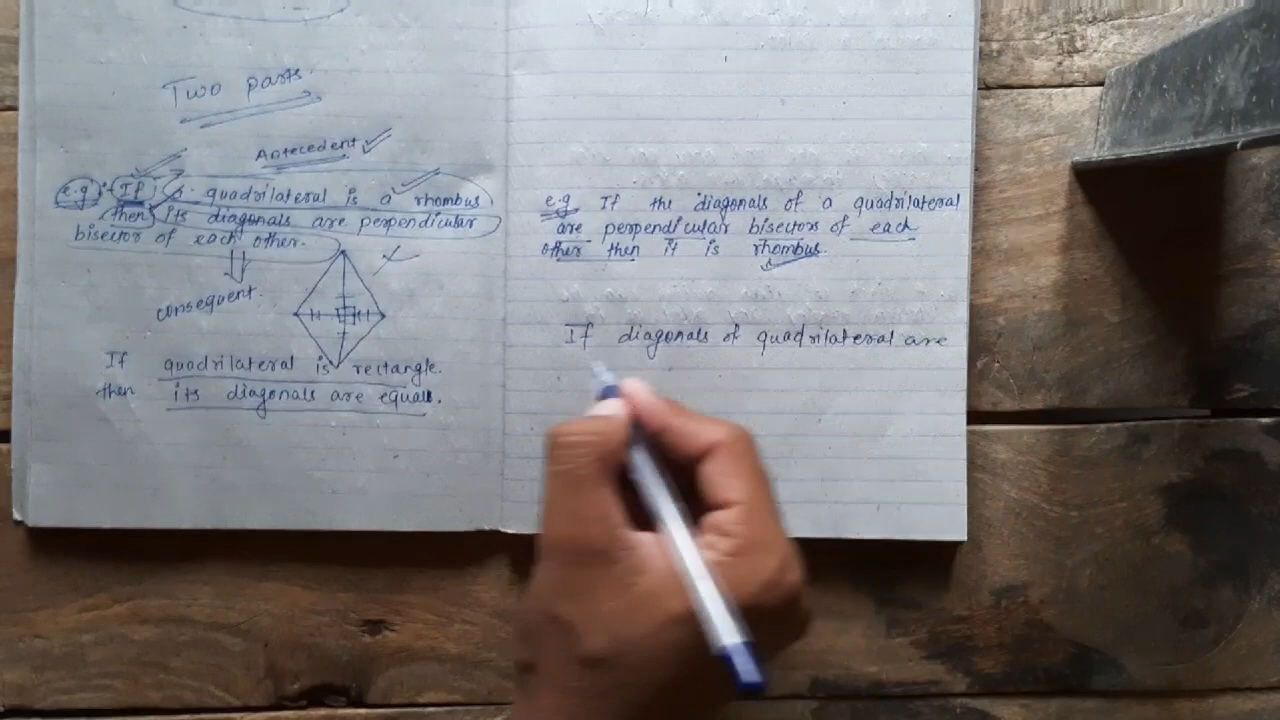 Two parts.
Antecedent
e.g. If a quadrilateral is a rhombus
then its diagonals are perpendicular
bisector of each other.
consequent.
If quadrilateral is rectangle.
then its diagonals are equal.
e.g If the diagonals of a quadrilateral
are perpendicular bisectors of each
other then it is rhombus.
If diagonals of quadrilateral are